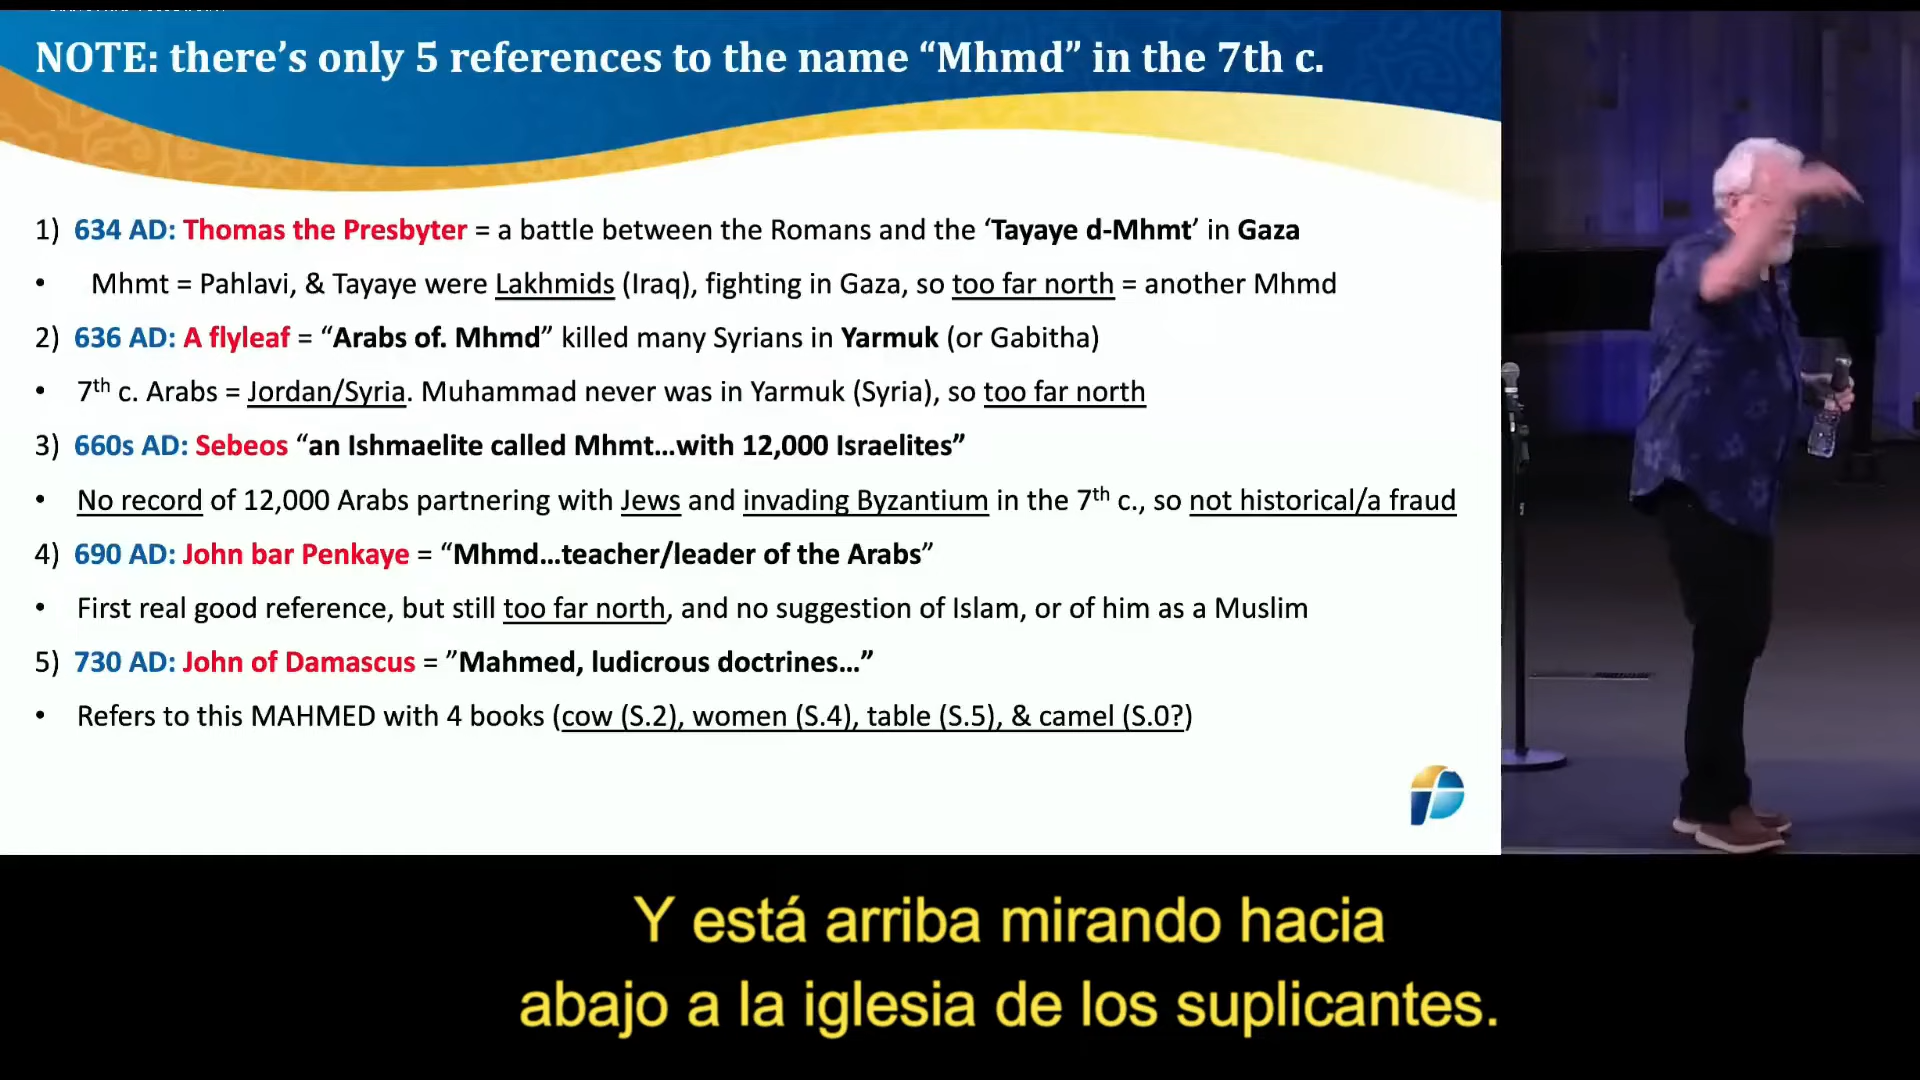 NOTE: there's only 5 references to the name “Mhmd” in the 7th c.
1) 634 AD: Thomas the Presbyter = a battle between the Romans and the ‘Tayaye d-Mhmt’ in Gaza
• Mhmt = Pahlavi, & Tayaye were Lakhmids (Iraq), fighting in Gaza, so too far north = another Mhmd
2) 636 AD: A flyleaf = “Arabs of. Mhmd” killed many Syrians in Yarmuk (or Gabitha)
• 7th c. Arabs = Jordan/Syria. Muhammad never was in Yarmuk (Syria), so too far north
3) 660s AD: Sebeos “an Ishmaelite called Mhmt…with 12,000 Israelites”
• No record of 12,000 Arabs partnering with Jews and invading Byzantium in the 7th c., so not historical/a fraud
4) 690 AD: John bar Penkaye = “Mhmd…teacher/leader of the Arabs”
• First real good reference, but still too far north, and no suggestion of Islam, or of him as a Muslim
5) 730 AD: John of Damascus = ”Mahmed, ludicrous doctrines…”
• Refers to this MAHMED with 4 books (cow (S.2), women (S.4), table (S.5), & camel (S.0?)
Y está arriba mirando hacia
abajo a la iglesia de los suplicantes.